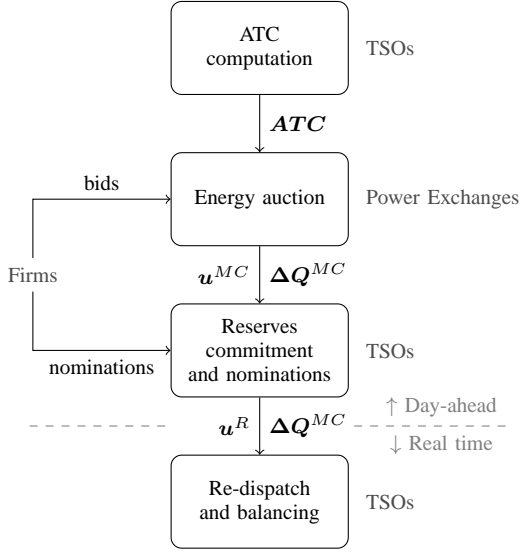 ATC
computation
TSOs
ATC
bids
Energy auction
Power Exchanges
u^{MC} ΔQ^{MC}
Firms
Reserves
commitment
and nominations
TSOs
nominations
↑ Day-ahead
u^{R} ΔQ^{MC}
↓ Real time
Re-dispatch
and balancing
TSOs